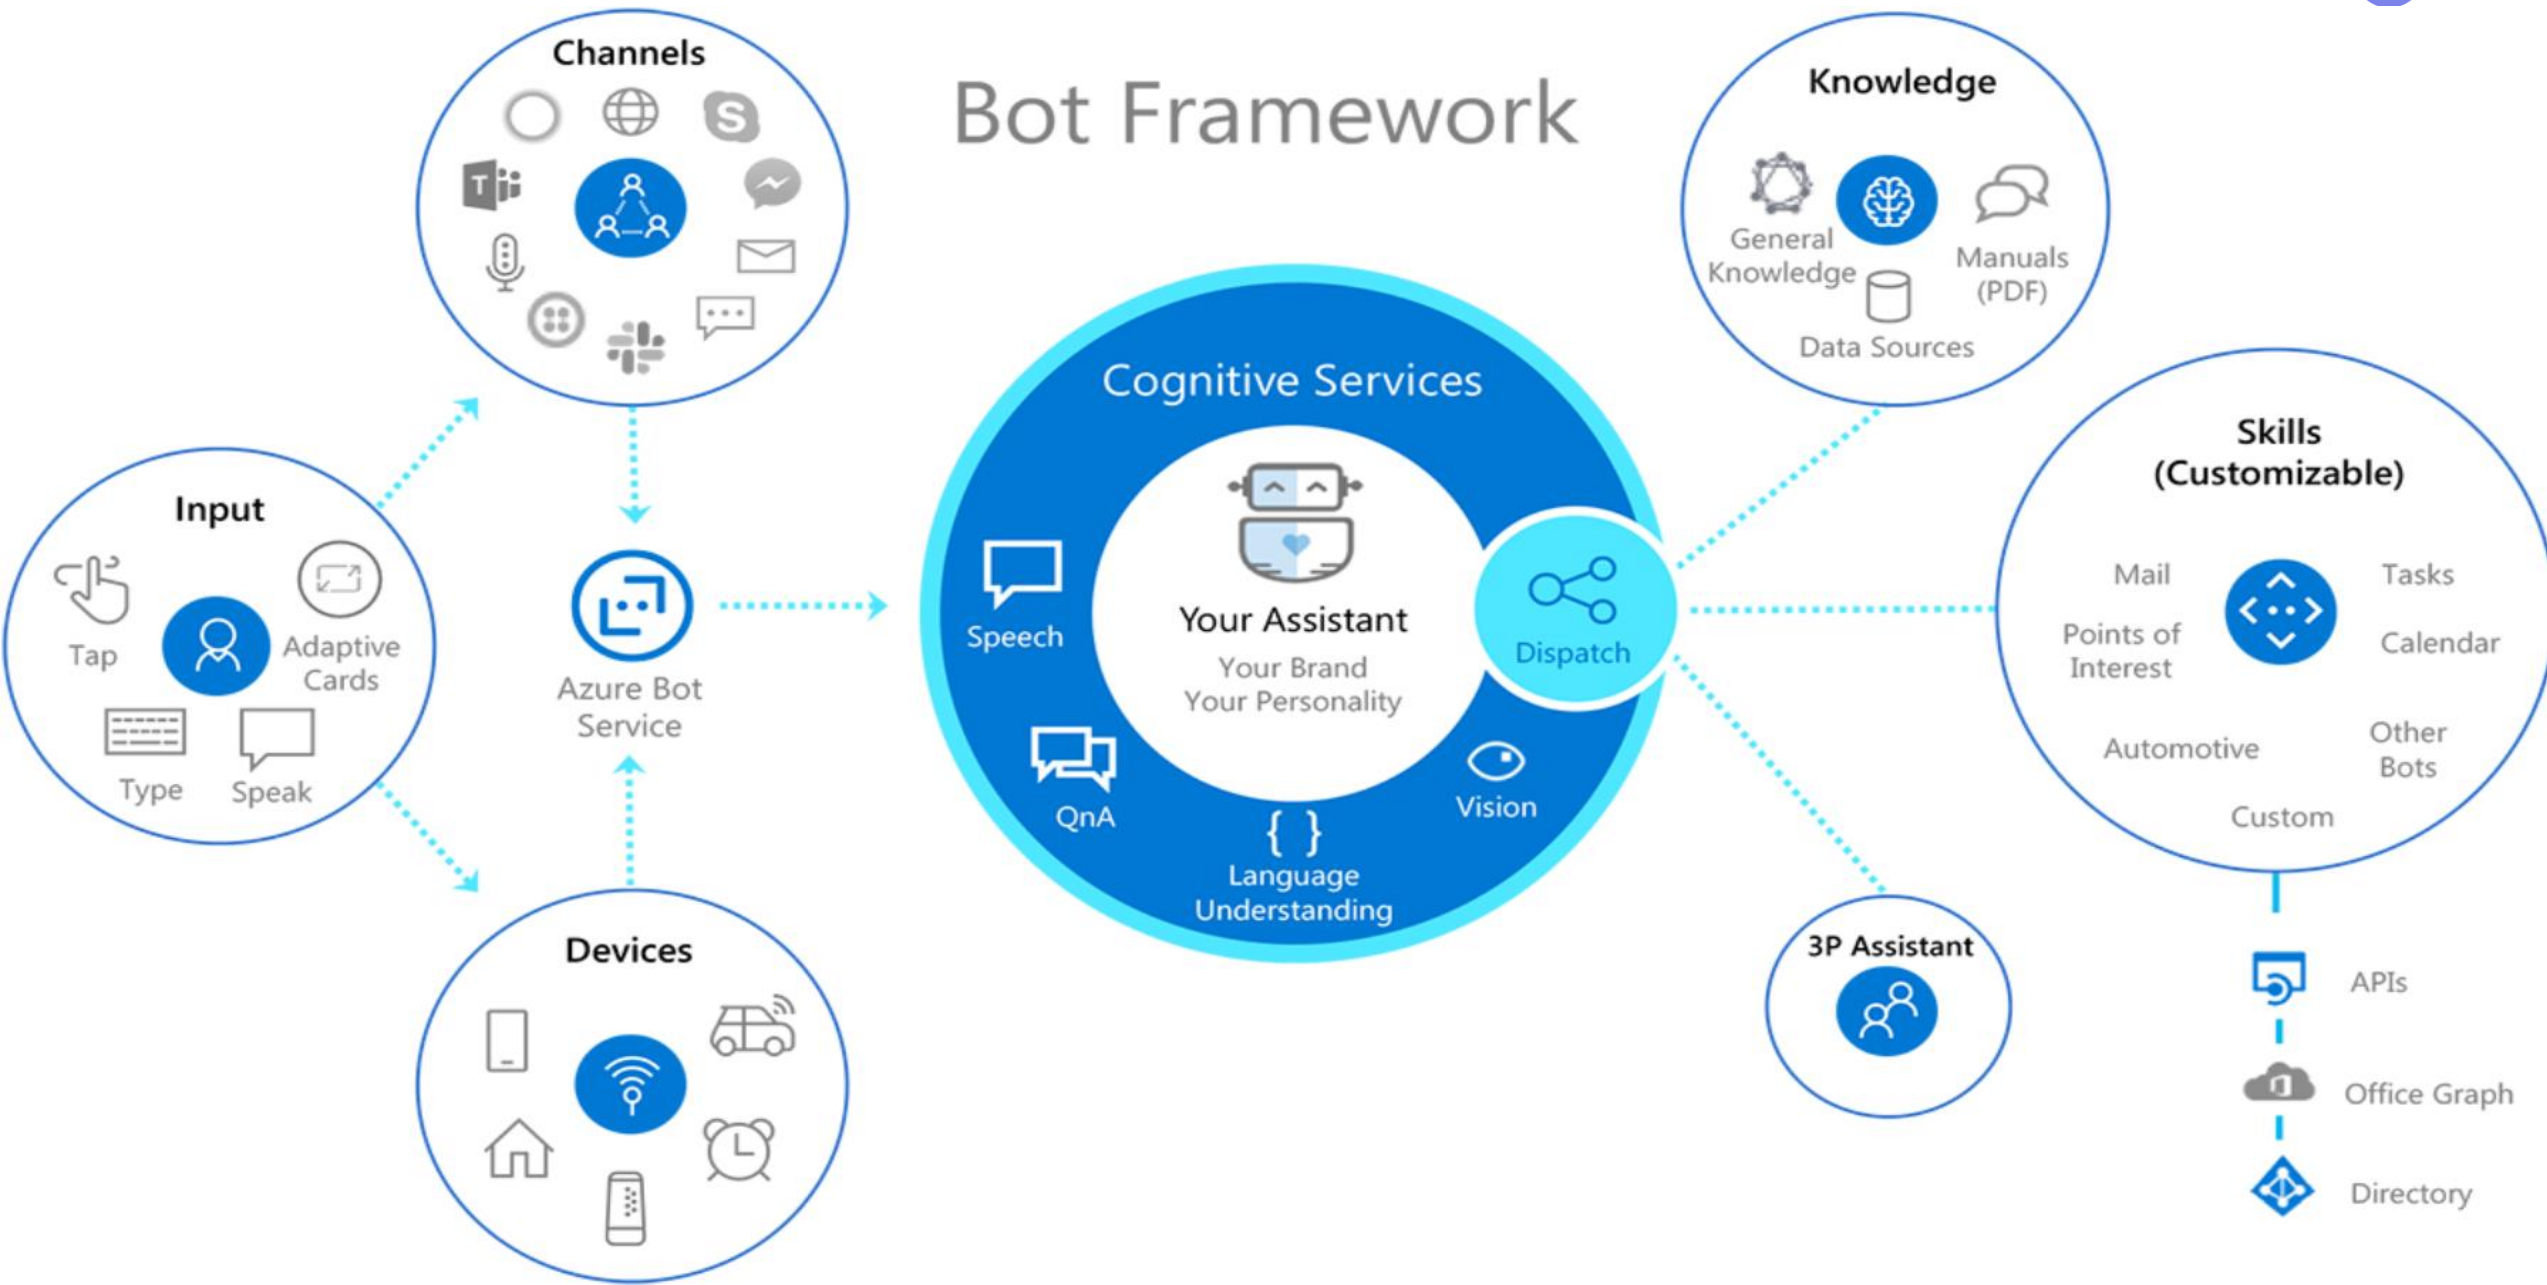 Bot Framework
Channels
T
S
Input
Tap
Adaptive
Cards
Type
Speak
Azure Bot
Service
Devices
Cognitive Services
Speech
QnA
{ }
Language
Understanding
Vision
Your Assistant
Your Brand
Your Personality
Dispatch
Knowledge
General
Knowledge
Manuals
(PDF)
Data Sources
Skills
(Customizable)
Mail
Tasks
Points of
Interest
Calendar
Automotive
Other
Bots
Custom
3P Assistant
APIs
Office Graph
Directory